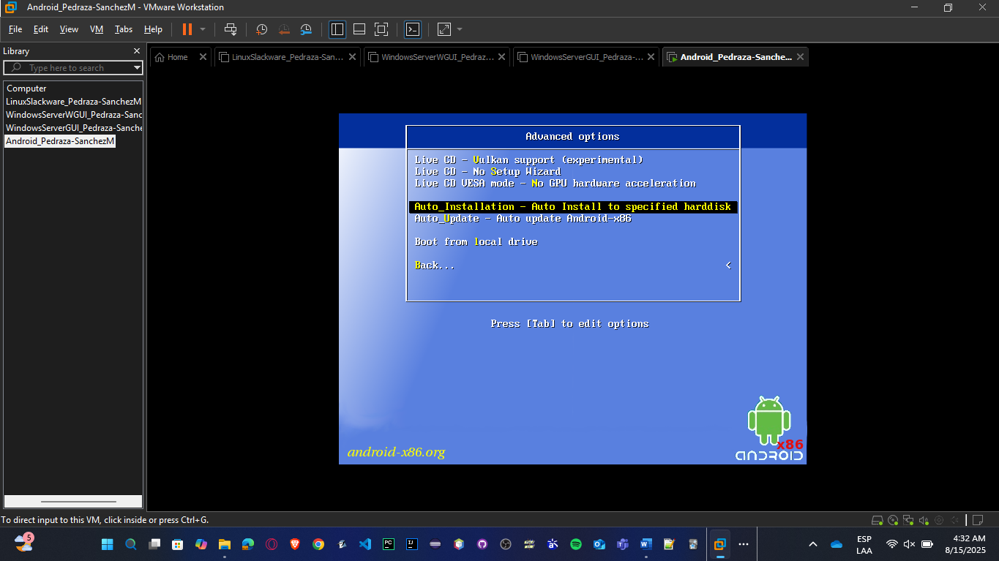 Android_Pedraza-SanchezM - VMware Workstation
File Edit View VM Tabs Help
Library
Type here to search
Home
LinuxSlackware_Pedraza-San...
WindowsServerWGUI_Pedraz...
WindowsServerGUI_Pedraza-...
Android_Pedraza-Sanche...
Computer
LinuxSlackware_Pedraza-SanchezM
WindowsServerWGUI_Pedraza-Sanc
WindowsServerGUI_Pedraza-Sanche
Android_Pedraza-SanchezM
Advanced options
Live CD - Vulkan support (experimental)
Live CD - No Setup Wizard
Live CD VESA mode - No GPU hardware acceleration
Auto_Installation - Auto Install to specified harddisk
Auto_Update - Auto update Android-x86
Boot from local drive
Back... <
Press [Tab] to edit options
android-x86.org
x86
ANDROID
To direct input to this VM, click inside or press Ctrl+G.
5
PC
IJ
ESP
LAA
4:32 AM
8/15/2025